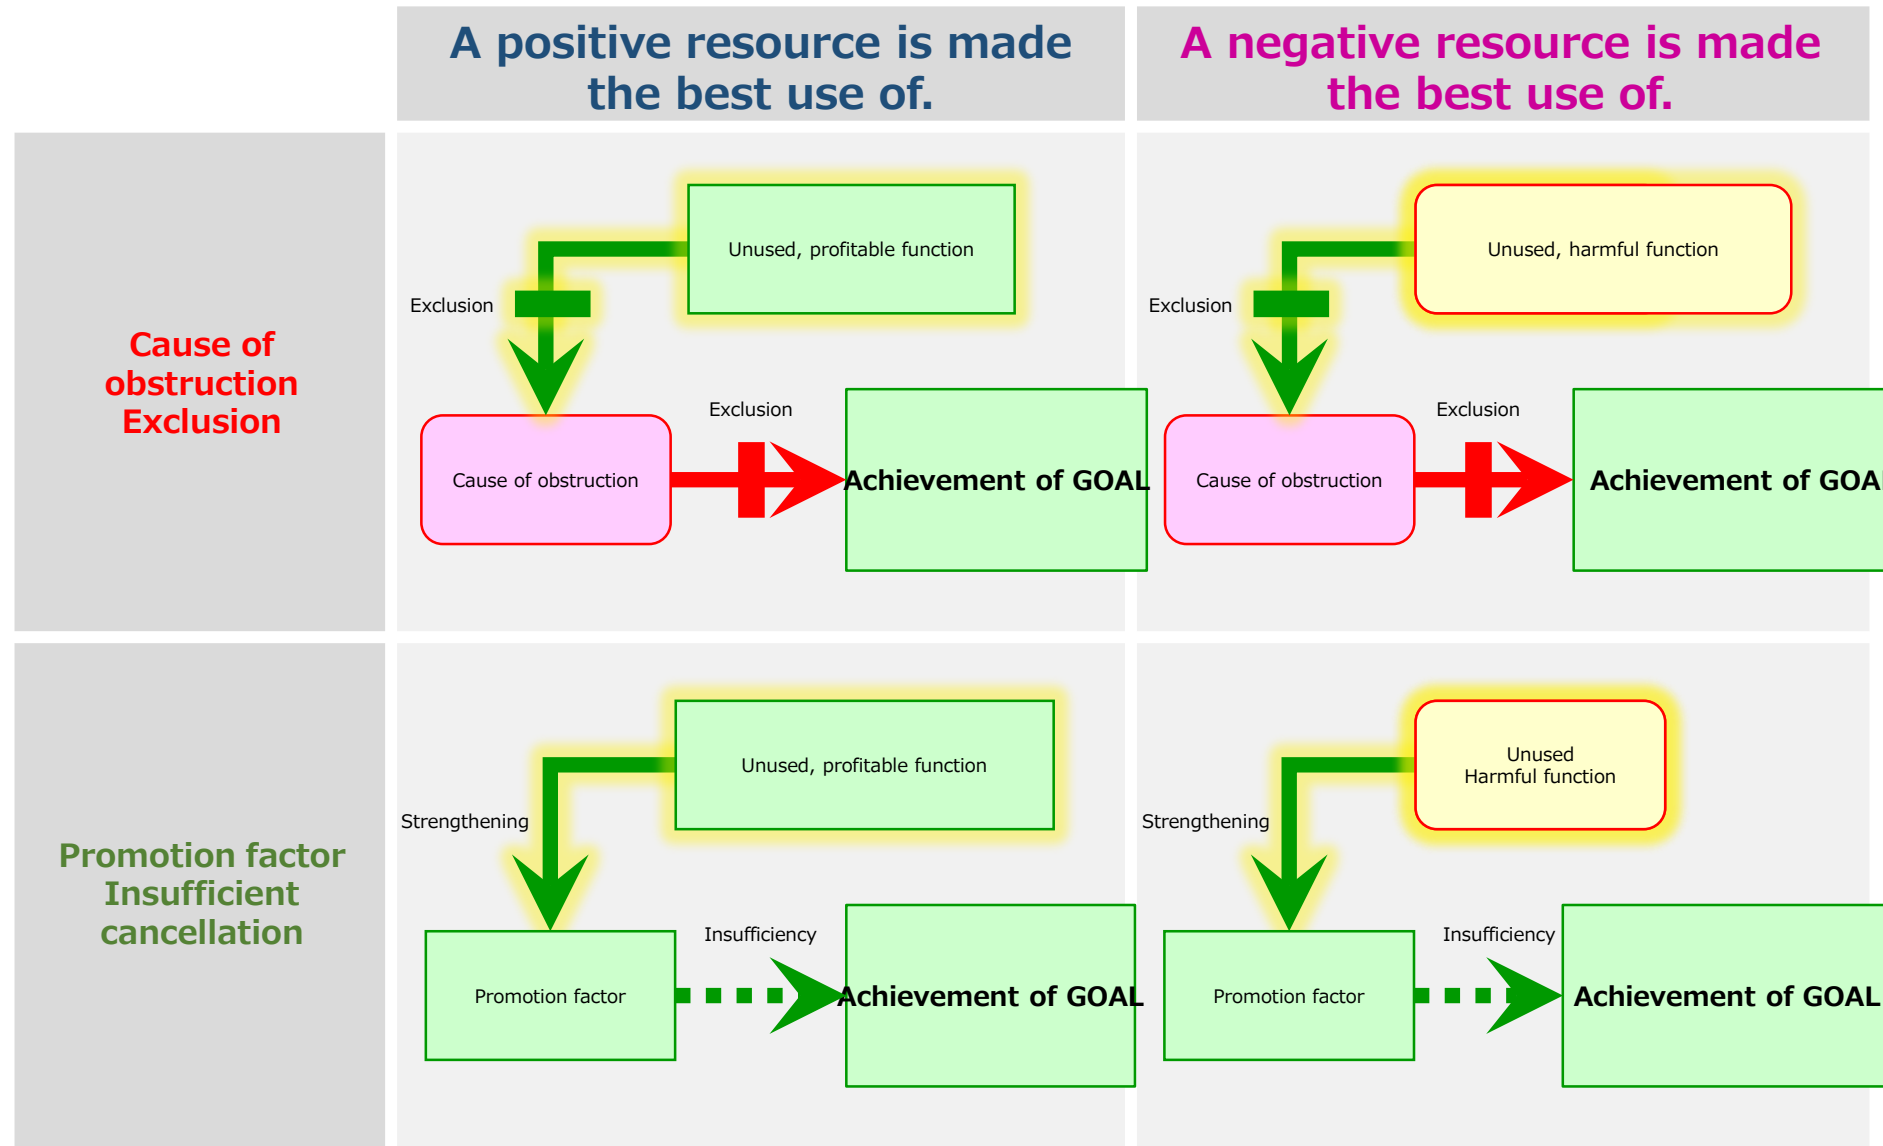 A positive resource is made
the best use of.
A negative resource is made
the best use of.
Cause of
obstruction
Exclusion
Unused, profitable function
Exclusion
Exclusion
Cause of obstruction
Achievement of GOAL
Unused, harmful function
Exclusion
Exclusion
Cause of obstruction
Achievement of GOA
Promotion factor
Insufficient
cancellation
Unused, profitable function
Strengthening
Insufficiency
Promotion factor
Achievement of GOAL
Unused
Harmful function
Strengthening
Insufficiency
Promotion factor
Achievement of GOAL